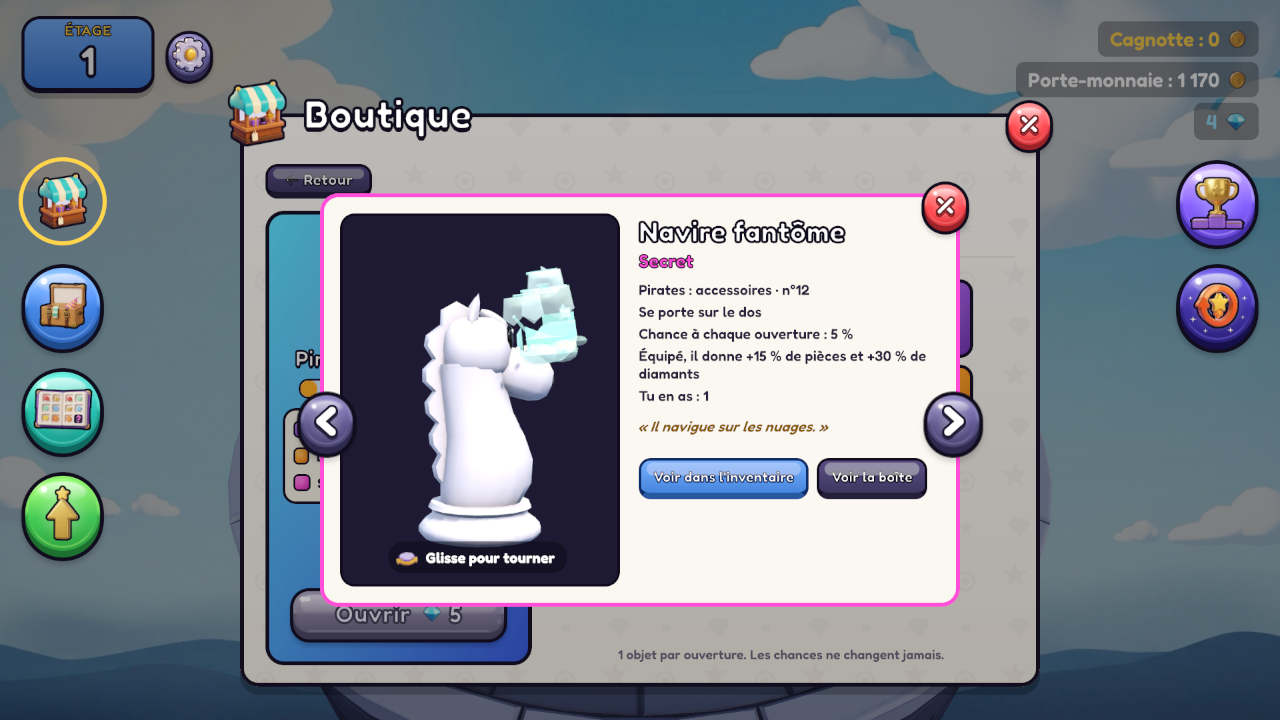 ÉTAGE
1
Cagnotte : 0
Porte-monnaie : 1 170
4
Boutique
← Retour
Navire fantôme
Secret
Pirates : accessoires · n°12
Se porte sur le dos
Chance à chaque ouverture : 5 %
Équipé, il donne +15 % de pièces et +30 % de
diamants
Tu en as : 1
« Il navigue sur les nuages. »
Voir dans l'inventaire
Voir la boîte
Glisse pour tourner
Pir
Ouvrir 5
1 objet par ouverture. Les chances ne changent jamais.